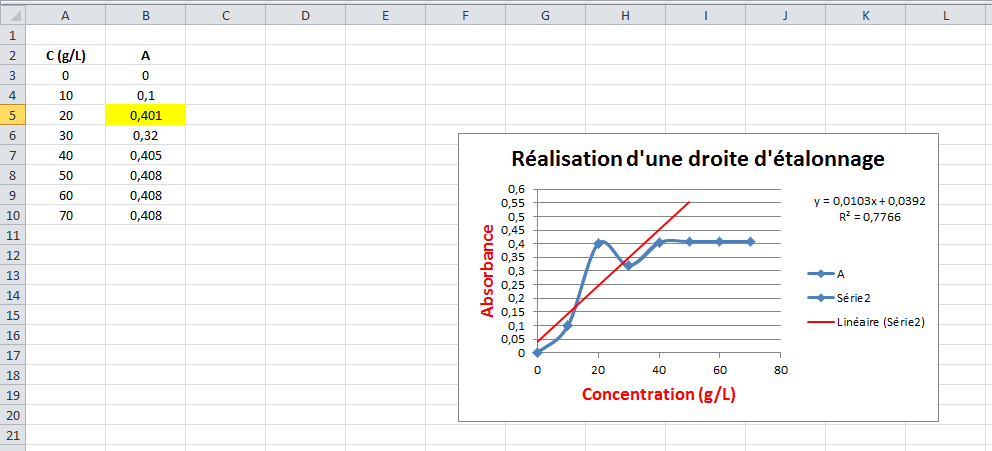 A B C D E F G H I J K L
1
2 C (g/L) A
3 0 0
4 10 0,1
5 20 0,401
6 30 0,32
7 40 0,405
8 50 0,408
9 60 0,408
10 70 0,408
11
12
13
14
15
16
17
18
19
20
21
Réalisation d'une droite d'étalonnage
y = 0,0103x + 0,0392
R² = 0,7766
Absorbance
0,6
0,55
0,5
0,45
0,4
0,35
0,3
0,25
0,2
0,15
0,1
0,05
0
0 20 40 60 80
Concentration (g/L)
A
Série2
Linéaire (Série2)